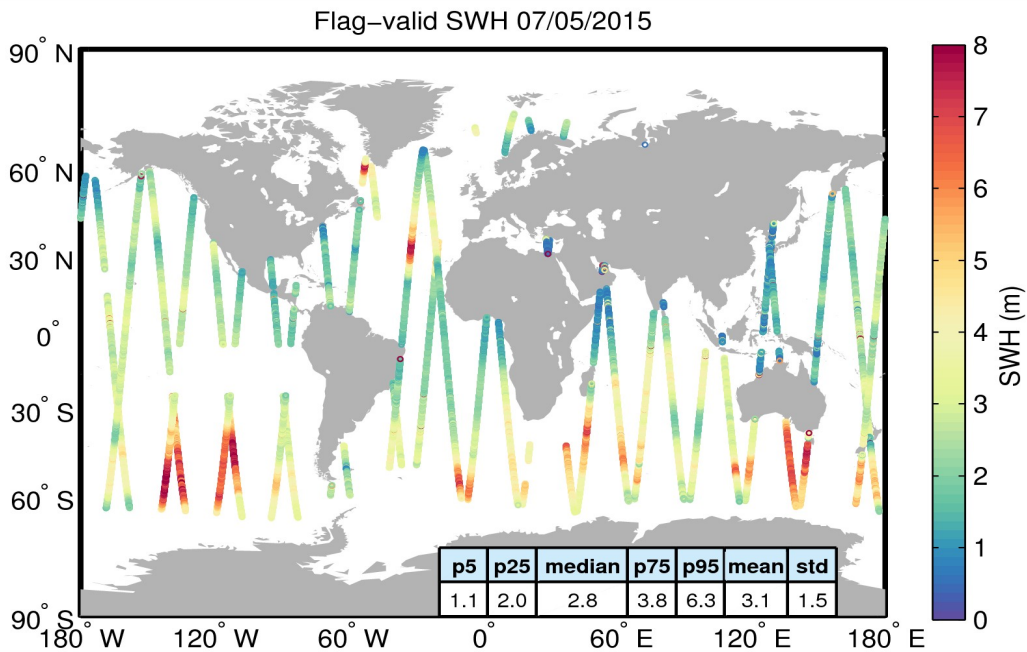 Flag−valid SWH 07/05/2015
90° N
60° N
30° N
0°
30° S
60° S
90° S
180° W
120° W
60° W
0°
60° E
120° E
180° E
p5 p25 median p75 p95 mean std
1.1 2.0 2.8 3.8 6.3 3.1 1.5
8
7
6
5
4
3
2
1
0
SWH (m)